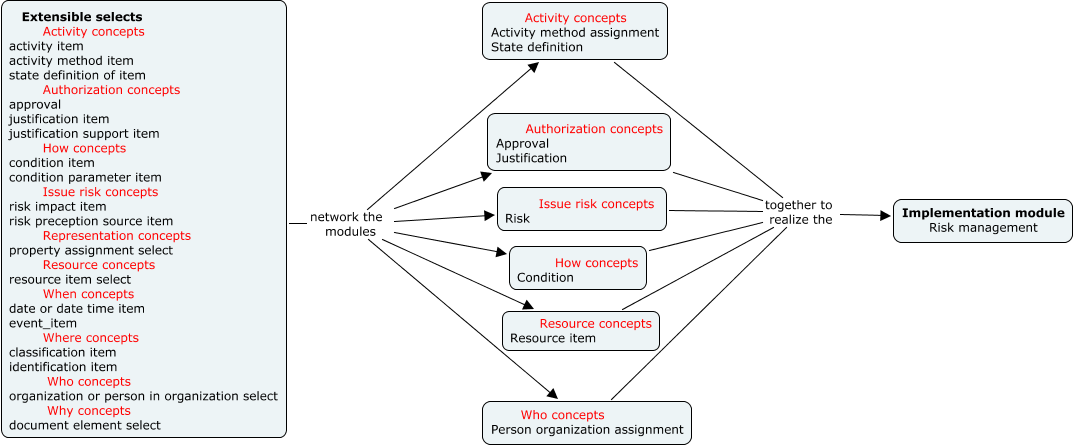 Extensible selects
Activity concepts
activity item
activity method item
state definition of item
Authorization concepts
approval
justification item
justification support item
How concepts
condition item
condition parameter item
Issue risk concepts
risk impact item
risk preception source item
Representation concepts
property assignment select
Resource concepts
resource item select
When concepts
date or date time item
event_item
Where concepts
classification item
identification item
Who concepts
organization or person in organization select
Why concepts
document element select
network the
modules
Activity concepts
Activity method assignment
State definition
Authorization concepts
Approval
Justification
Issue risk concepts
Risk
How concepts
Condition
Resource concepts
Resource item
Who concepts
Person organization assignment
together to
realize the
Implementation module
Risk management